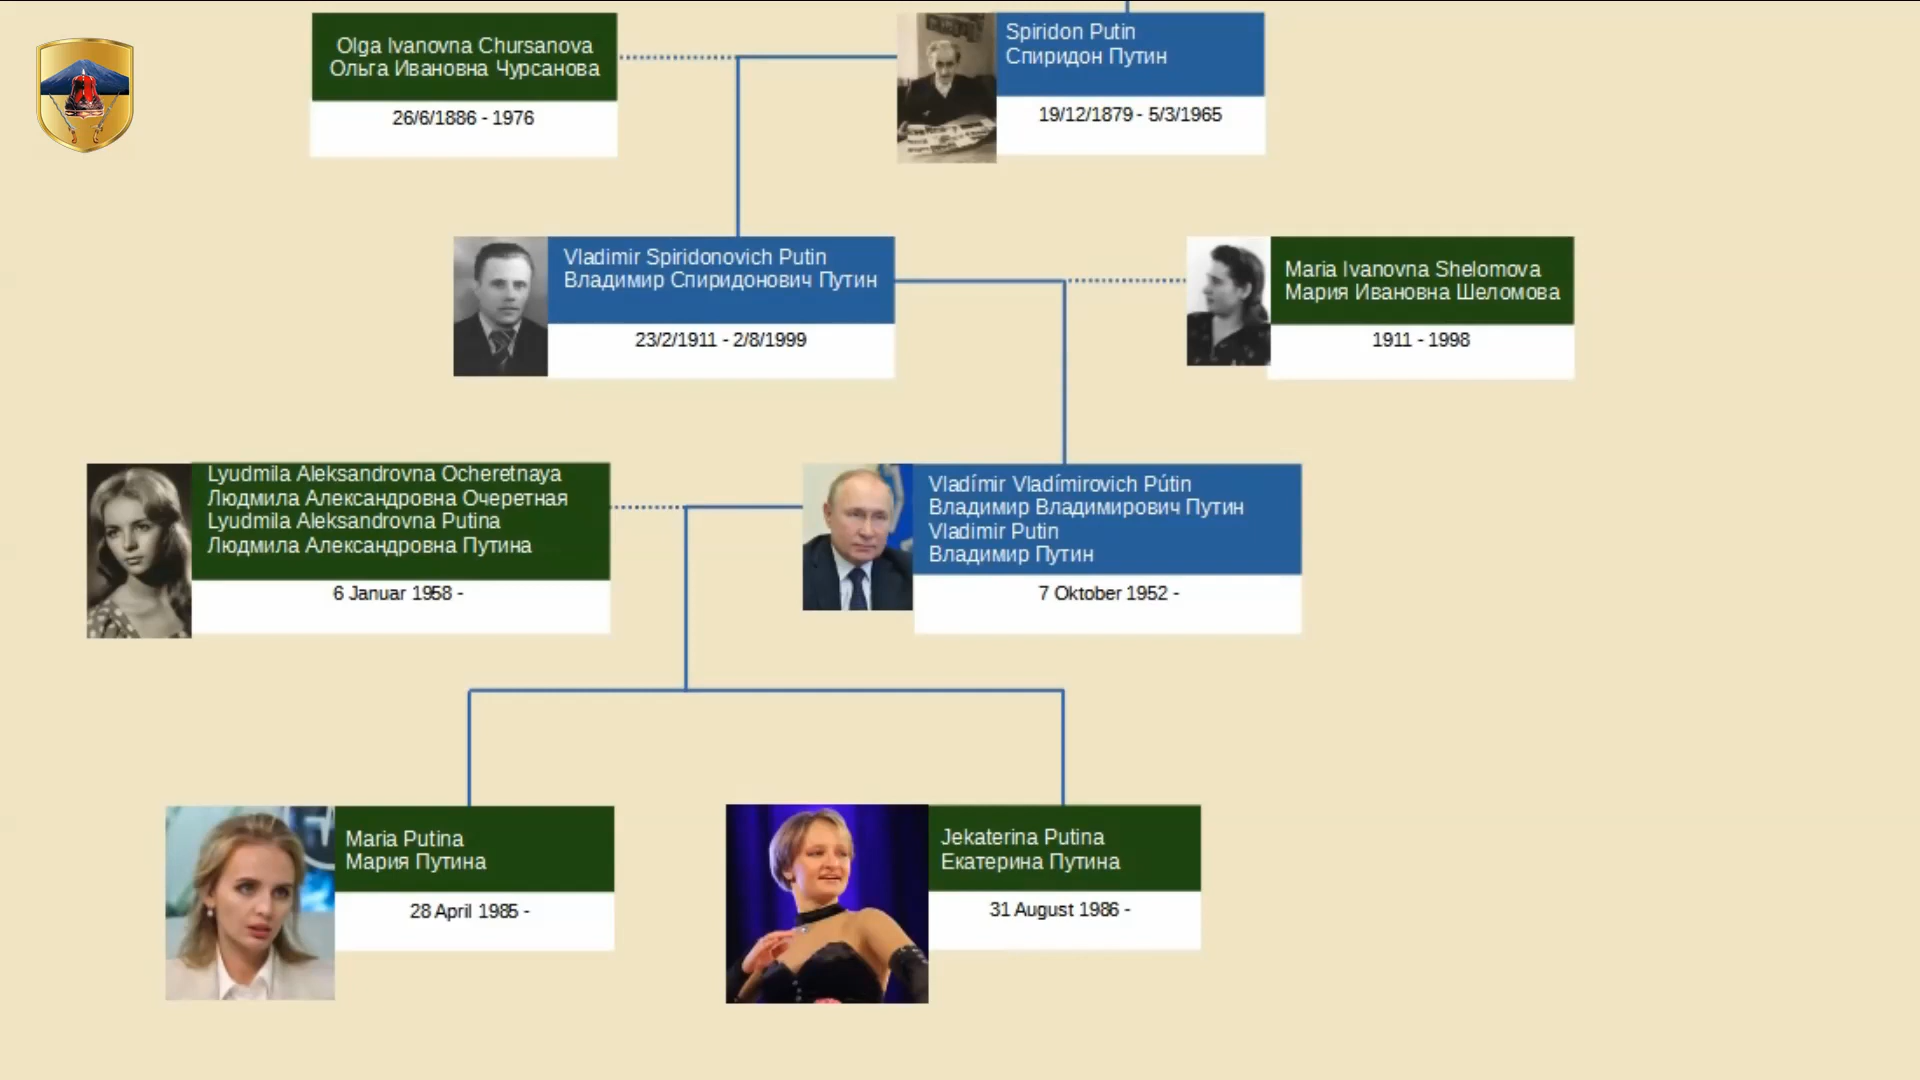 Olga Ivanovna Chursanova
Ольга Ивановна Чурсанова
26/6/1886 - 1976
Spiridon Putin
Спиридон Путин
19/12/1879 - 5/3/1965
Vladimir Spiridonovich Putin
Владимир Спиридонович Путин
23/2/1911 - 2/8/1999
Maria Ivanovna Shelomova
Мария Ивановна Шеломова
1911 - 1998
Lyudmila Aleksandrovna Ocheretnaya
Людмила Александровна Очеретная
Lyudmila Aleksandrovna Putina
Людмила Александровна Путина
6 Januar 1958 -
Vladímir Vladímirovich Pútin
Владимир Владимирович Путин
Vladimir Putin
Владимир Путин
7 Oktober 1952 -
Maria Putina
Мария Путина
28 April 1985 -
Jekaterina Putina
Екатерина Путина
31 August 1986 -